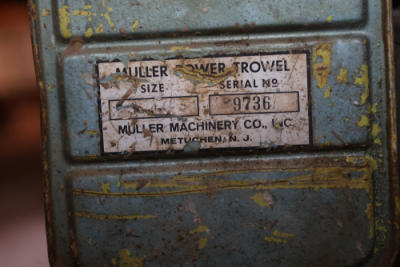 MULLER POWER TROWEL
SIZE SERIAL Nº
9736
MULLER MACHINERY CO., INC.
METUCHEN, N. J.